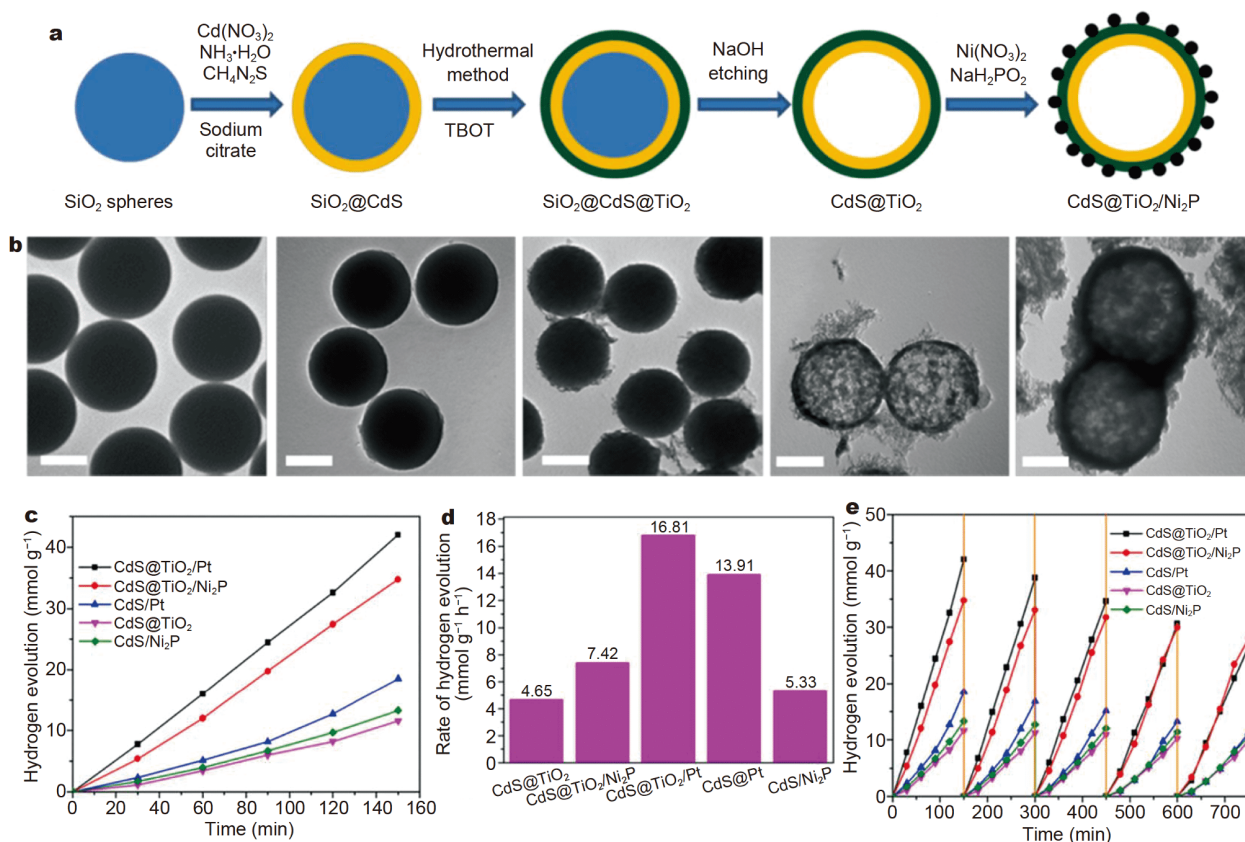 a
Cd(NO₃)₂
NH₃·H₂O
CH₄N₂S
Sodium
citrate
Hydrothermal
method
TBOT
NaOH
etching
Ni(NO₃)₂
NaH₂PO₂
SiO₂ spheres
SiO₂@CdS
SiO₂@CdS@TiO₂
CdS@TiO₂
CdS@TiO₂/Ni₂P
b
c
Hydrogen evolution (mmol g⁻¹)
40
30
20
10
0
CdS@TiO₂/Pt
CdS@TiO₂/Ni₂P
CdS/Pt
CdS@TiO₂
CdS/Ni₂P
0 20 40 60 80 100 120 140 160
Time (min)
d
Rate of hydrogen evolution
(mmol g⁻¹ h⁻¹)
18
16
14
12
10
8
6
4
2
0
4.65
7.42
16.81
13.91
5.33
CdS@TiO₂
CdS@TiO₂/Ni₂P
CdS@TiO₂/Pt
CdS@Pt
CdS/Ni₂P
e
Hydrogen evolution (mmol g⁻¹)
50
40
30
20
10
0
CdS@TiO₂/Pt
CdS@TiO₂/Ni₂P
CdS/Pt
CdS@TiO₂
CdS/Ni₂P
0 100 200 300 400 500 600 700
Time (min)